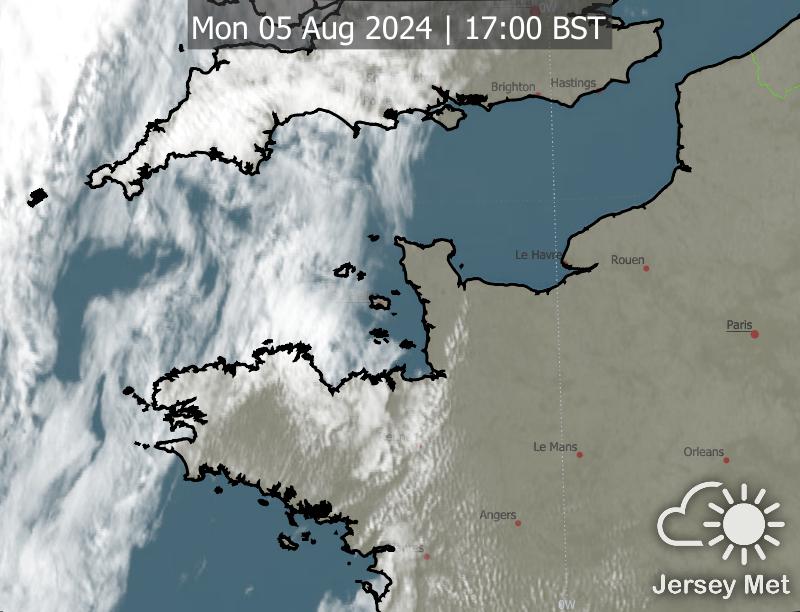 Mon 05 Aug 2024 | 17:00 BST
Brighton
Hastings
Le Havre
Rouen
Paris
Le Mans
Orleans
Angers
0W
Jersey Met